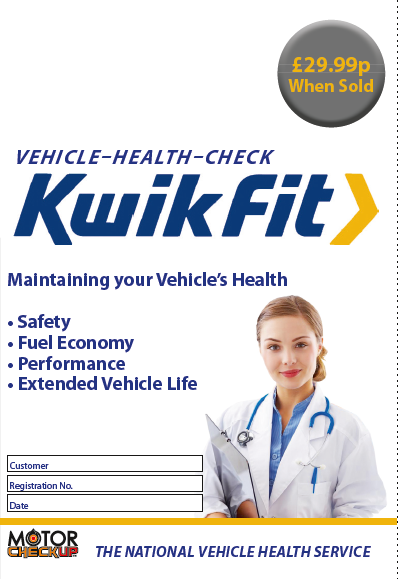 £29.99p
When Sold
VEHICLE-HEALTH-CHECK
KwikFit
Maintaining your Vehicle's Health
• Safety
• Fuel Economy
• Performance
• Extended Vehicle Life
Customer
Registration No.
Date
MOTOR
CHECKUP
THE NATIONAL VEHICLE HEALTH SERVICE